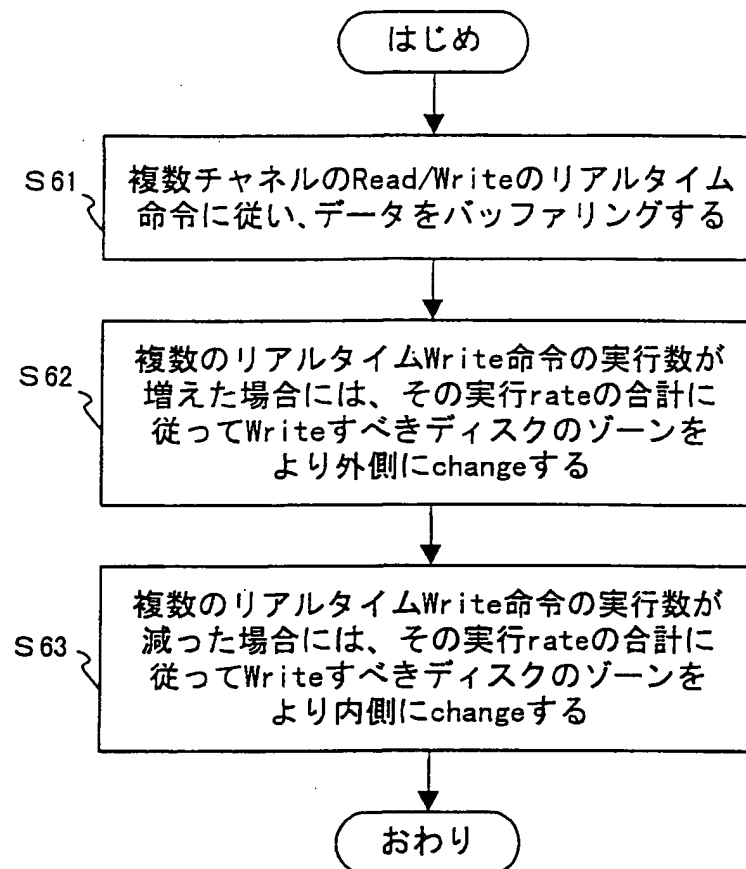 はじめ
S61
複数チャネルのRead/Writeのリアルタイム
命令に従い、データをバッファリングする
S62
複数のリアルタイムWrite命令の実行数が
増えた場合には、その実行rateの合計に
従ってWriteすべきディスクのゾーンを
より外側にchangeする
S63
複数のリアルタイムWrite命令の実行数が
減った場合には、その実行rateの合計に
従ってWriteすべきディスクのゾーンを
より内側にchangeする
おわり